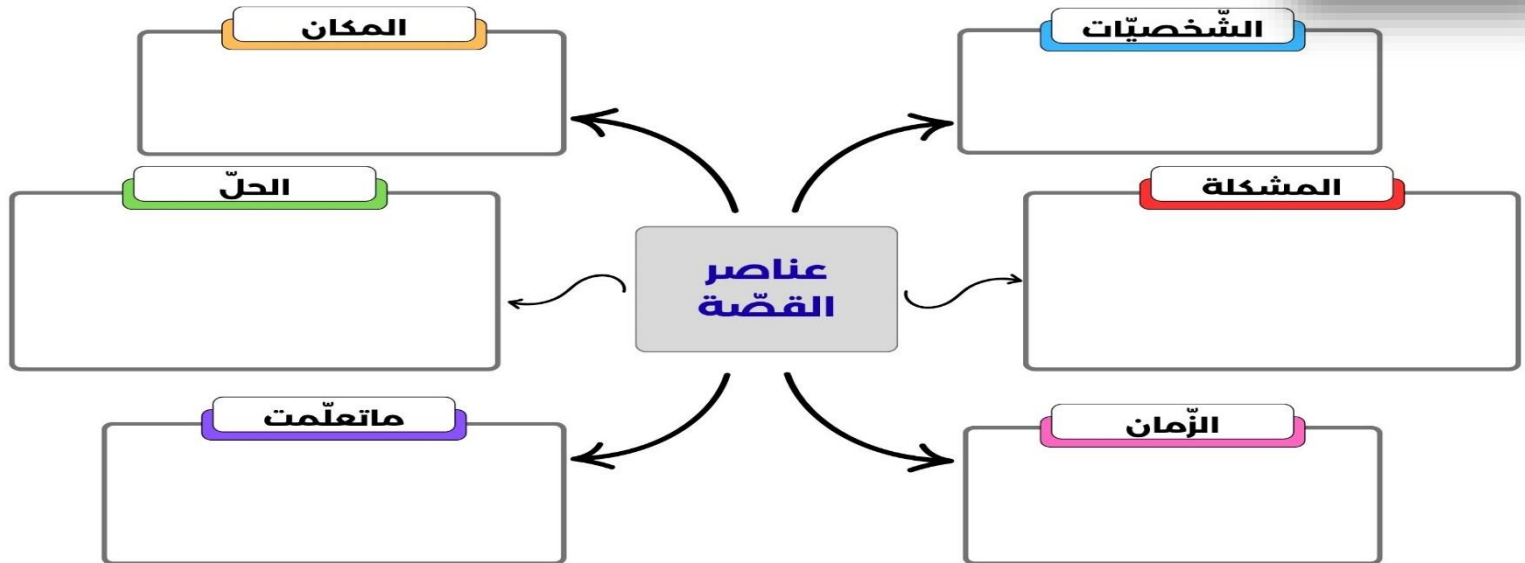 الشّخصيّات
المكان
المشكلة
الحلّ
عناصر
القصّة
الزّمان
ماتعلّمت